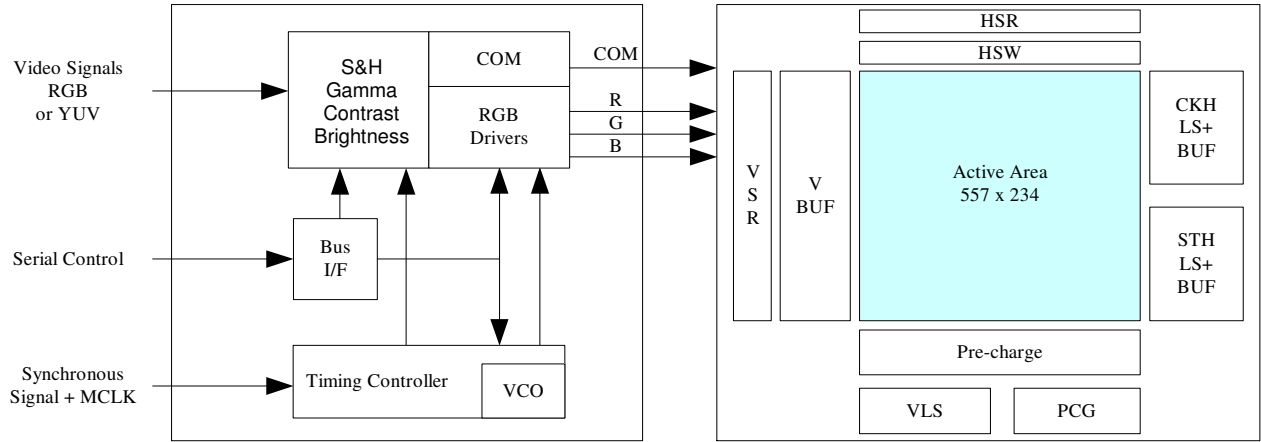 Video Signals
RGB
or YUV
Serial Control
Synchronous
Signal + MCLK
S&H
Gamma
Contrast
Brightness
COM
RGB
Drivers
Bus
I/F
Timing Controller
VCO
COM
R
G
B
HSR
HSW
V
S
R
V
BUF
Active Area
557 x 234
CKH
LS+
BUF
STH
LS+
BUF
Pre-charge
VLS
PCG